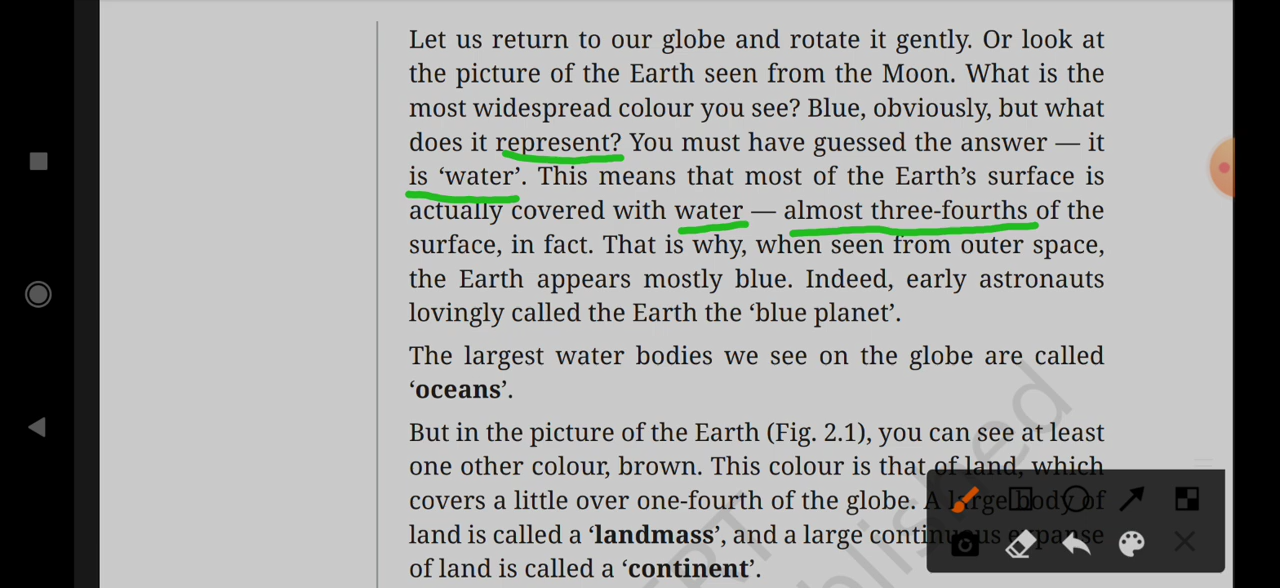 Let us return to our globe and rotate it gently. Or look at
the picture of the Earth seen from the Moon. What is the
most widespread colour you see? Blue, obviously, but what
does it represent? You must have guessed the answer — it
is ‘water’. This means that most of the Earth’s surface is
actually covered with water — almost three-fourths of the
surface, in fact. That is why, when seen from outer space,
the Earth appears mostly blue. Indeed, early astronauts
lovingly called the Earth the ‘blue planet’.
The largest water bodies we see on the globe are called
‘oceans’.
But in the picture of the Earth (Fig. 2.1), you can see at least
one other colour, brown. This colour is that of land, which
covers a little over one-fourth of the globe. A large body of
land is called a ‘landmass’, and a large continuous expanse
of land is called a ‘continent’.